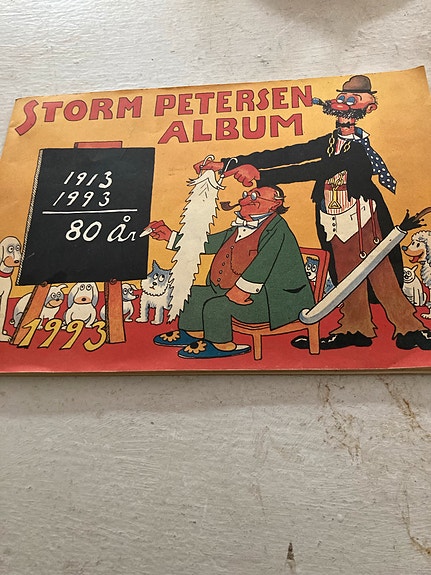 STORM PETERSEN
ALBUM
1913
1993
80 År
1993